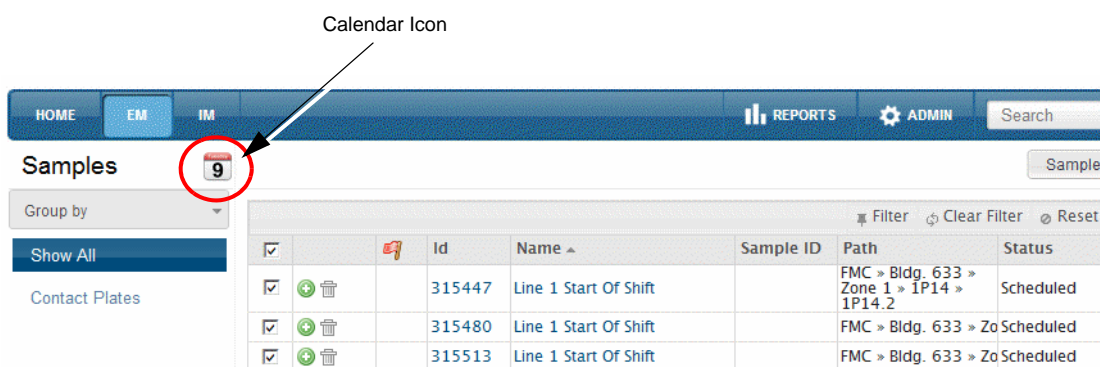 Calendar Icon
HOME EM IM REPORTS ADMIN Search
Samples 9 Sample
Group by
Filter Clear Filter Reset
Show All
Id Name Sample ID Path Status
Contact Plates
315447 Line 1 Start Of Shift FMC » Bldg. 633 »
Zone 1 » 1P14 »
1P14.2 Scheduled
315480 Line 1 Start Of Shift FMC » Bldg. 633 » Zo Scheduled
315513 Line 1 Start Of Shift FMC » Bldg. 633 » Zo Scheduled